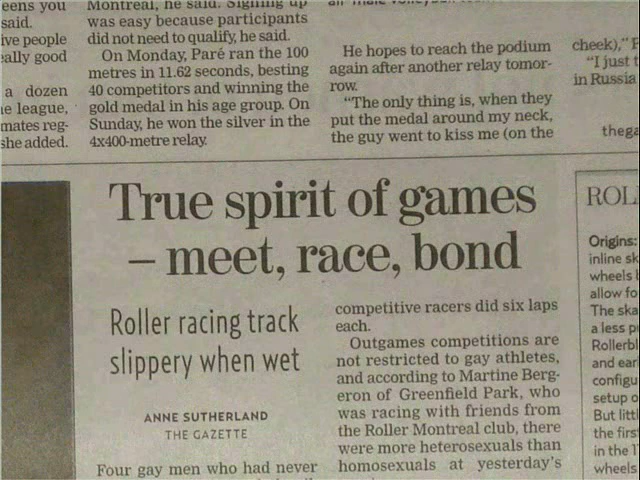 eens you
said.
ive people
eally good
a dozen
league,
mates reg-
she added.
Montreal, he said. Signing up
was easy because participants
did not need to qualify, he said.
On Monday, Paré ran the 100
metres in 11.62 seconds, besting
40 competitors and winning the
gold medal in his age group. On
Sunday, he won the silver in the
4x400-metre relay.
He hopes to reach the podium
again after another relay tomor-
row.
“The only thing is, when they
put the medal around my neck,
the guy went to kiss me (on the
cheek),” P
“I just t
in Russia
thega
True spirit of games
– meet, race, bond
Roller racing track
slippery when wet
ANNE SUTHERLAND
THE GAZETTE
Four gay men who had never
competitive racers did six laps
each.
Outgames competitions are
not restricted to gay athletes,
and according to Martine Berg-
eron of Greenfield Park, who
was racing with friends from
the Roller Montreal club, there
were more heterosexuals than
homosexuals at yesterday’s
ROL
Origins:
inline sk
wheels
allow fo
The ska
a less p
Rollerbl
and ear
configu
setup o
But littl
the first
in the 1
wheels